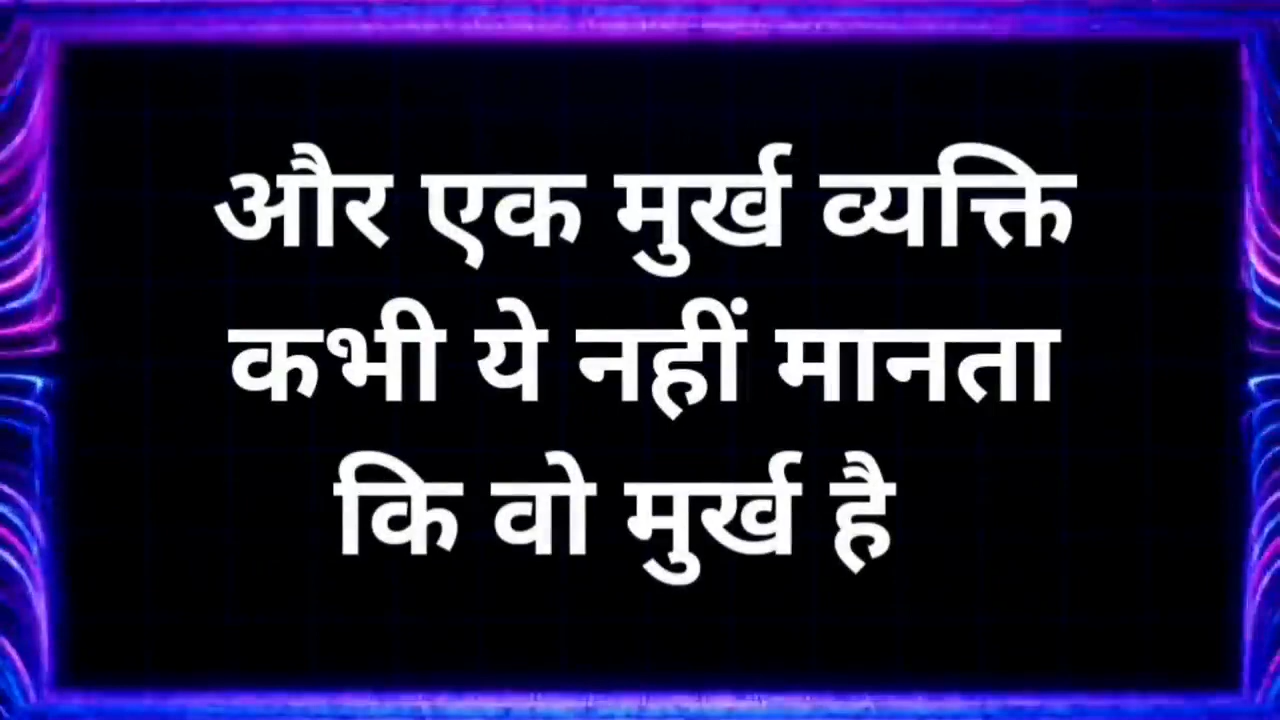 और एक मुर्ख व्यक्ति
कभी ये नहीं मानता
कि वो मुर्ख है